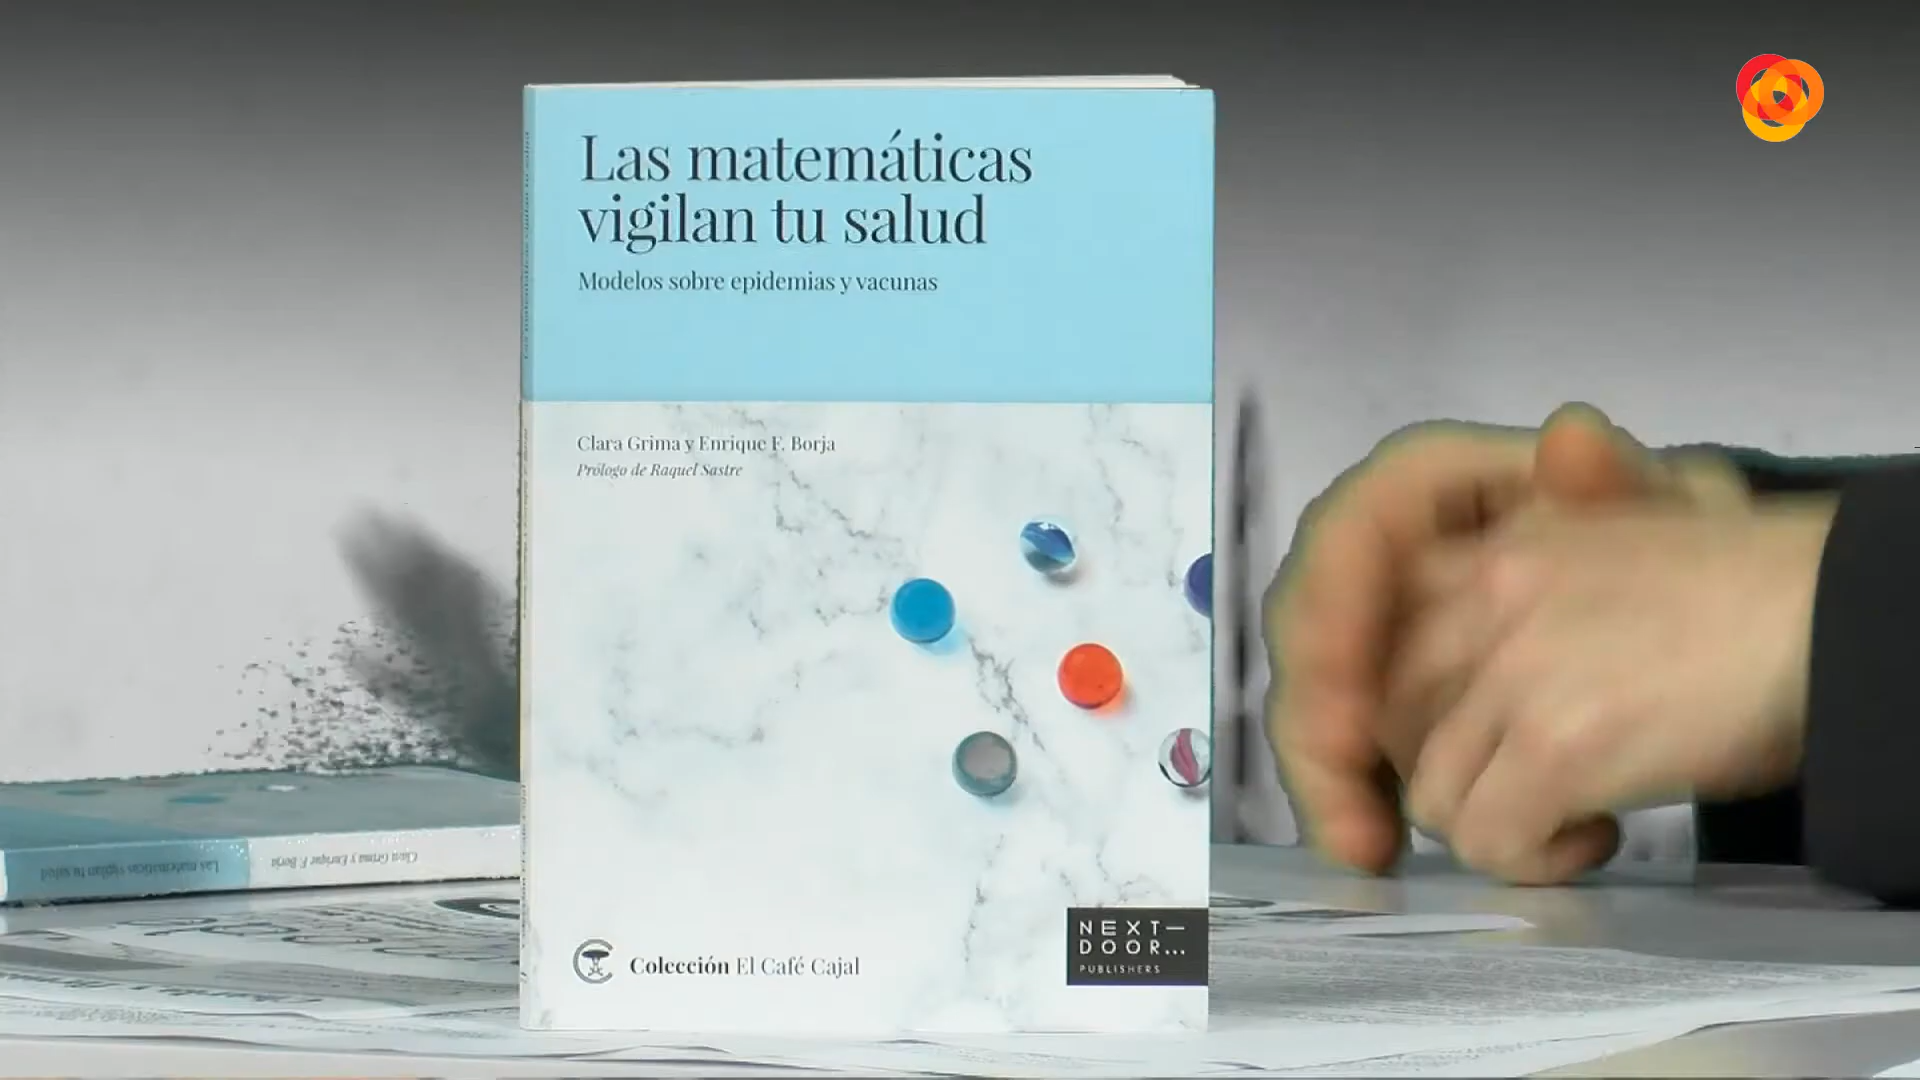 Las matemáticas
vigilan tu salud
Modelos sobre epidemias y vacunas
Clara Grima y Enrique F. Borja
Prólogo de Raquel Sastre
Colección El Café Cajal
NEXT—
DOOR...
PUBLISHERS
Las matemáticas vigilan tu salud
Clara Grima y Enrique F. Borja